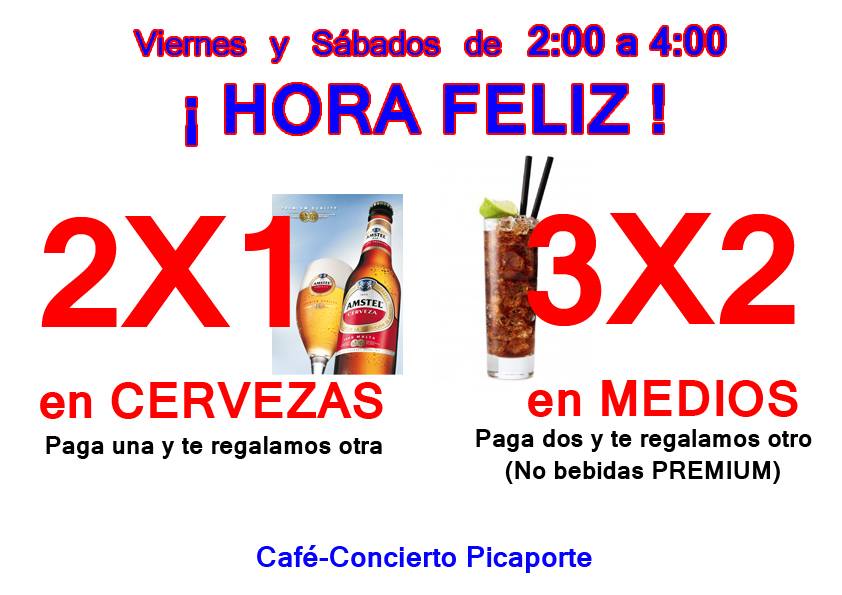 Viernes y Sábados de 2:00 a 4:00
¡ HORA FELIZ !
2X1
3X2
AMSTEL
AMSTEL
CERVEZA
en CERVEZAS
Paga una y te regalamos otra
en MEDIOS
Paga dos y te regalamos otro
(No bebidas PREMIUM)
Café-Concierto Picaporte